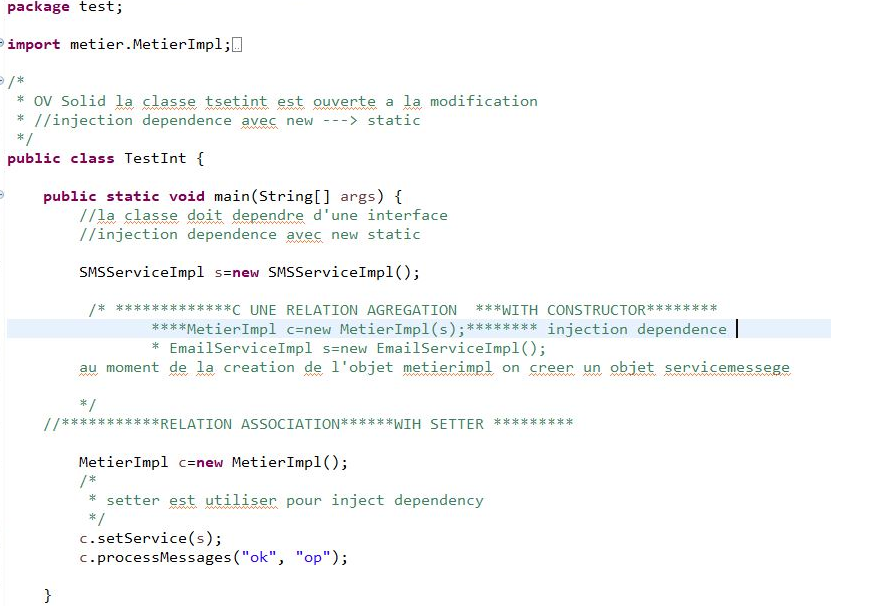 package test;
import metier.MetierImpl;
/*
* OV Solid la classe tsetint est ouverte a la modification
* //injection dependence avec new ---> static
*/
public class TestInt {
public static void main(String[] args) {
//la classe doit dependre d'une interface
//injection dependence avec new static
SMSServiceImpl s=new SMSServiceImpl();
/* *************C UNE RELATION AGREGATION  ***WITH CONSTRUCTOR********
****MetierImpl c=new MetierImpl(s);******** injection dependence
* EmailServiceImpl s=new EmailServiceImpl();
au moment de la creation de l'objet metierimpl on creer un objet servicemessege
*/
//***********RELATION ASSOCIATION******WIH SETTER *********
MetierImpl c=new MetierImpl();
/*
* setter est utiliser pour inject dependency
*/
c.setService(s);
c.processMessages("ok", "op");
}